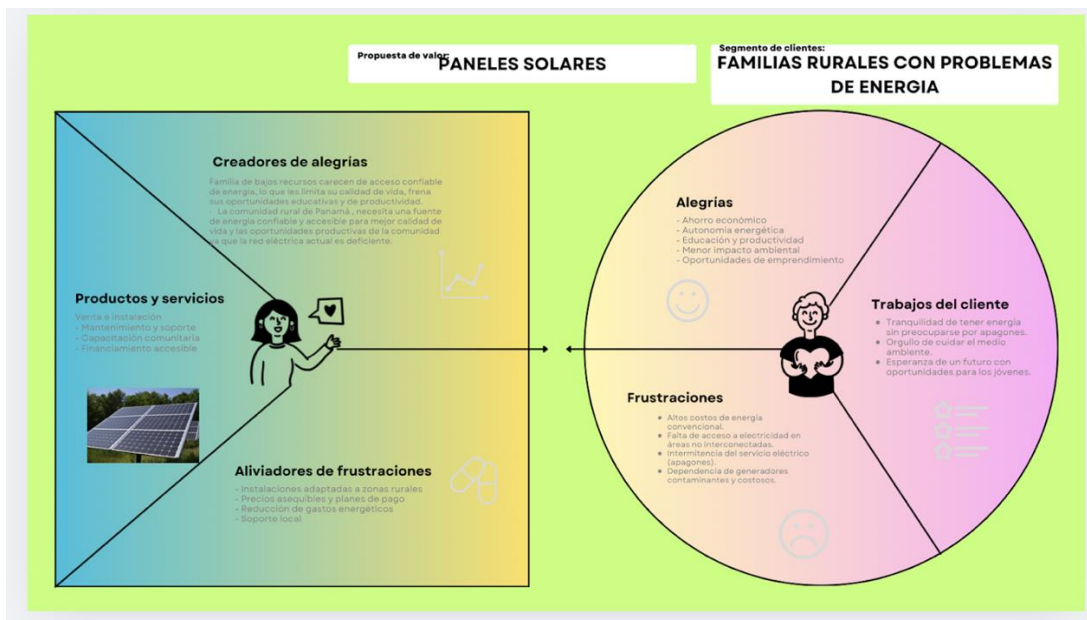 Propuesta de valor:
PANELES SOLARES
Segmento de clientes:
FAMILIAS RURALES CON PROBLEMAS
DE ENERGIA
Creadores de alegrías
Familia de bajos recursos carecen de acceso confiable
de energía, lo que les limita su calidad de vida, frena
sus oportunidades educativas y de productividad.
- La comunidad rural de Panamá , necesita una fuente
de energía confiable y accesible para mejor calidad de
vida y las oportunidades productivas de la comunidad
ya que la red eléctrica actual es deficiente.
Productos y servicios
Venta e instalación
- Mantenimiento y soporte
- Capacitación comunitaria
- Financiamiento accesible
Aliviadores de frustraciones
- Instalaciones adaptadas a zonas rurales
- Precios asequibles y planes de pago
- Reducción de gastos energéticos
- Soporte local
Alegrías
- Ahorro económico
- Autonomía energética
- Educación y productividad
- Menor impacto ambiental
- Oportunidades de emprendimiento
Trabajos del cliente
• Tranquilidad de tener energía
sin preocuparse por apagones.
• Orgullo de cuidar el medio
ambiente.
• Esperanza de un futuro con
oportunidades para los jóvenes.
Frustraciones
• Altos costos de energía
convencional.
• Falta de acceso a electricidad en
áreas no interconectadas.
• Intermitencia del servicio eléctrico
(apagones).
• Dependencia de generadores
contaminantes y costosos.